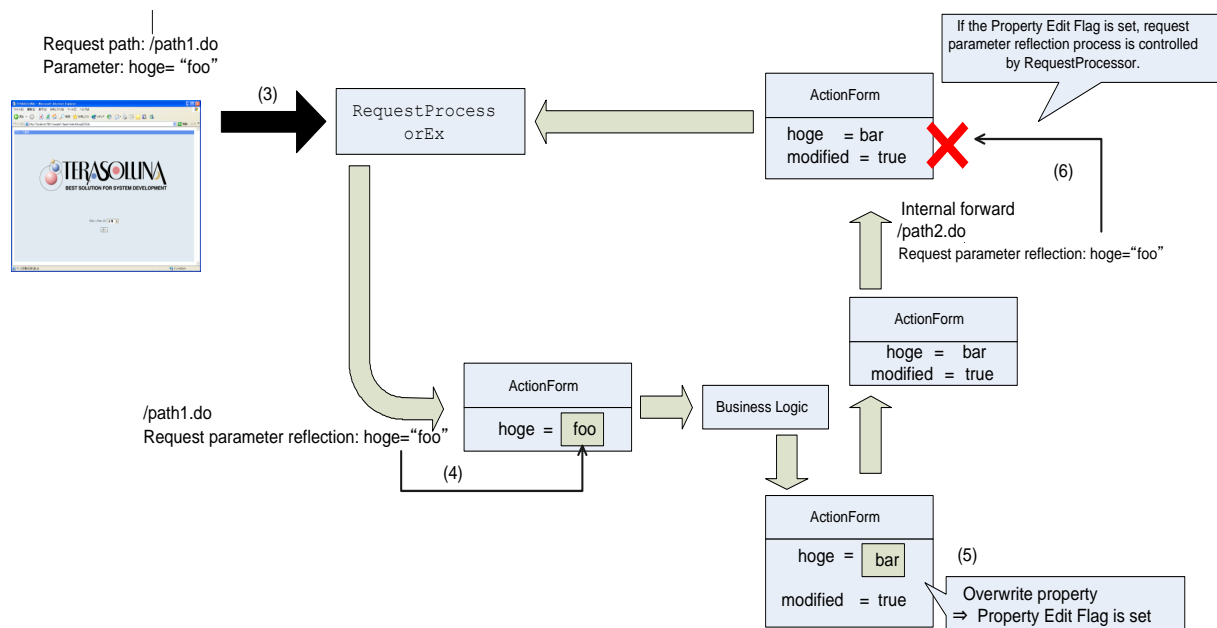 Request path: /path1.do
Parameter: hoge= “foo”
(3)
RequestProcess
orEx
ActionForm
hoge = bar
modified = true
If the Property Edit Flag is set, request
parameter reflection process is controlled
by RequestProcessor.
(6)
Internal forward
/path2.do
Request parameter reflection: hoge=“foo”
TERASOLUNA
BEST SOLUTION FOR SYSTEM DEVELOPMENT
ActionForm
hoge = bar
modified = true
/path1.do
Request parameter reflection: hoge=“foo”
(4)
ActionForm
hoge = foo
Business Logic
ActionForm
hoge = bar
modified = true
(5)
Overwrite property
⇒ Property Edit Flag is set